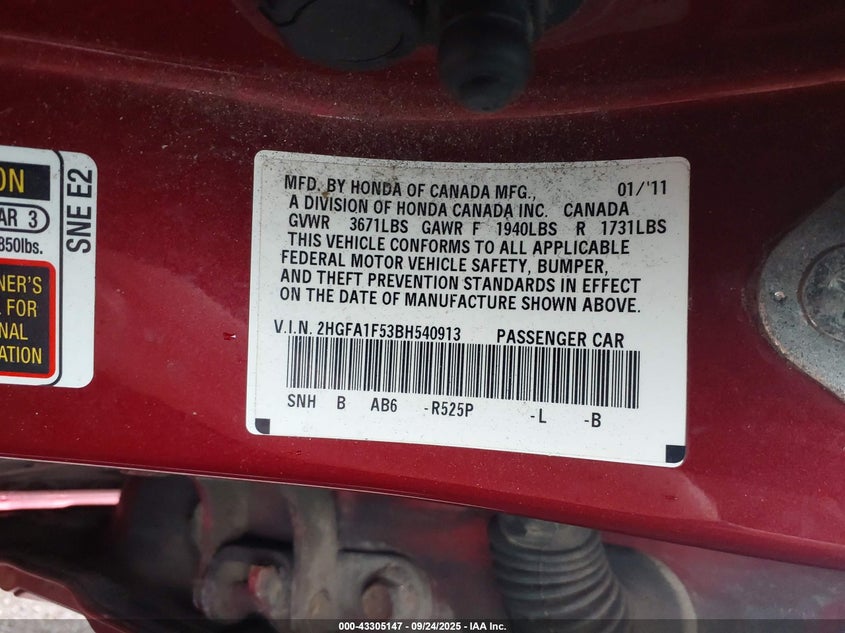 ON
AR 3
850lbs.
SNE E2
NER'S
FOR
NAL
ATION
MFD. BY HONDA OF CANADA MFG., 01/'11
A DIVISION OF HONDA CANADA INC. CANADA
GVWR 3671LBS GAWR F 1940LBS R 1731LBS
THIS VEHICLE CONFORMS TO ALL APPLICABLE
FEDERAL MOTOR VEHICLE SAFETY, BUMPER,
AND THEFT PREVENTION STANDARDS IN EFFECT
ON THE DATE OF MANUFACTURE SHOWN ABOVE.
V.I.N. 2HGFA1F53BH540913 PASSENGER CAR
SNH B AB6 -R525P -L -B
000-43305147 - 09/24/2025 - IAA Inc.